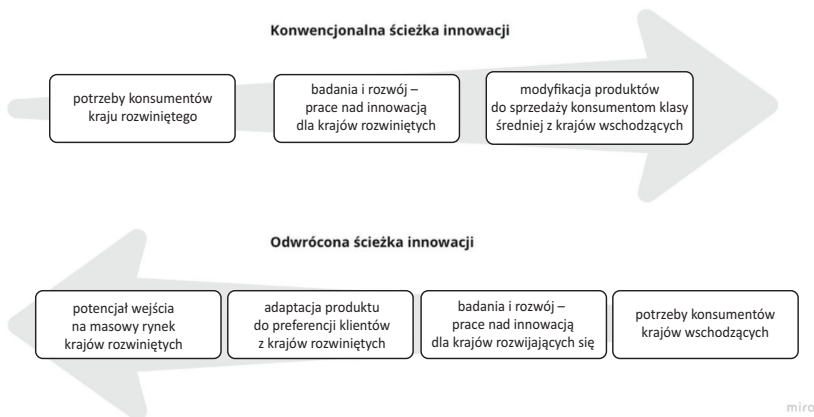 Konwencjonalna ścieżka innowacji
potrzeby konsumentów
kraju rozwiniętego
badania i rozwój –
prace nad innowacją
dla krajów rozwiniętych
modyfikacja produktów
do sprzedaży konsumentom klasy
średniej z krajów wschodzących
Odwrócona ścieżka innowacji
potencjał wejścia
na masowy rynek
krajów rozwiniętych
adaptacja produktu
do preferencji klientów
z krajów rozwiniętych
badania i rozwój –
prace nad innowacją
dla krajów rozwijających się
potrzeby konsumentów
krajów wschodzących
miro